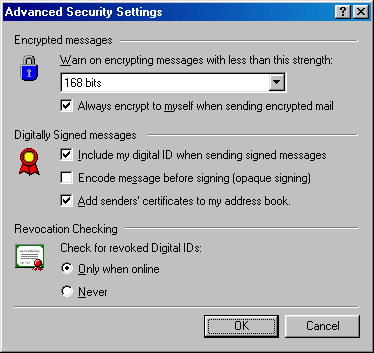 Advanced Security Settings
Encrypted messages
Warn on encrypting messages with less than this strength:
168 bits
Always encrypt to myself when sending encrypted mail
Digitally Signed messages
Include my digital ID when sending signed messages
Encode message before signing (opaque signing)
Add senders' certificates to my address book.
Revocation Checking
Check for revoked Digital IDs:
Only when online
Never
OK
Cancel